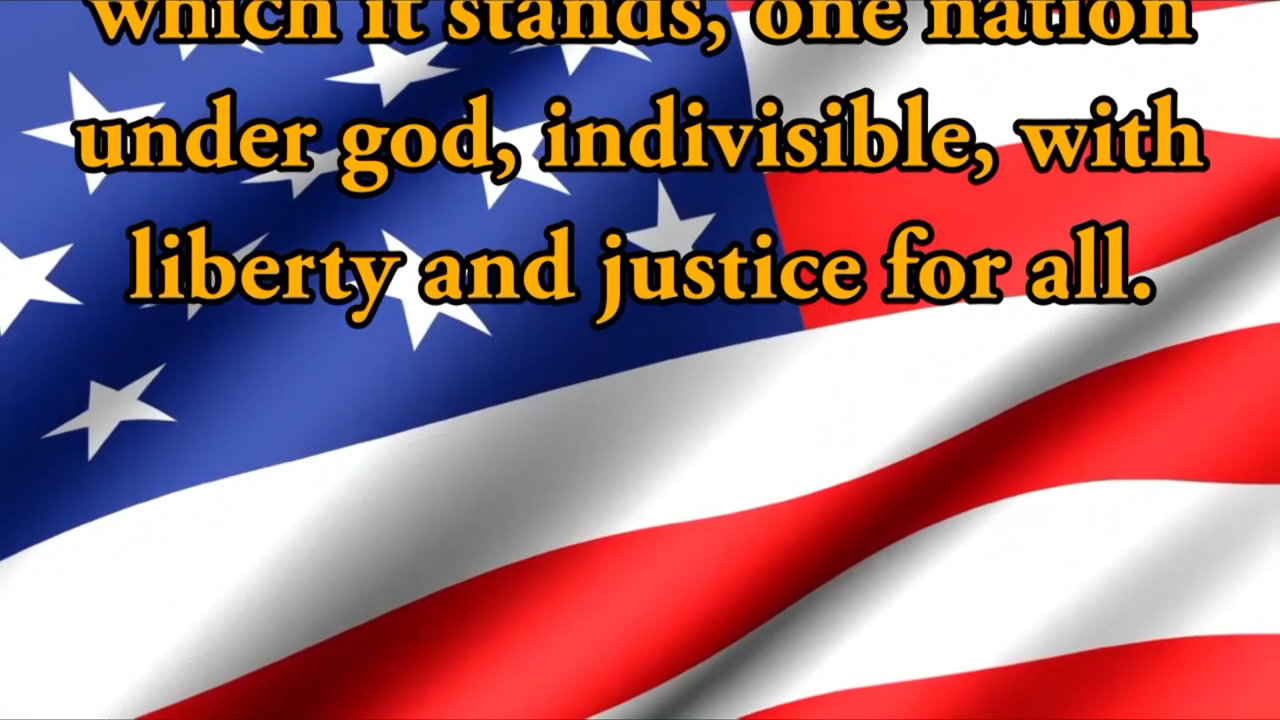 which it stands, one nation
under god, indivisible, with
liberty and justice for all.